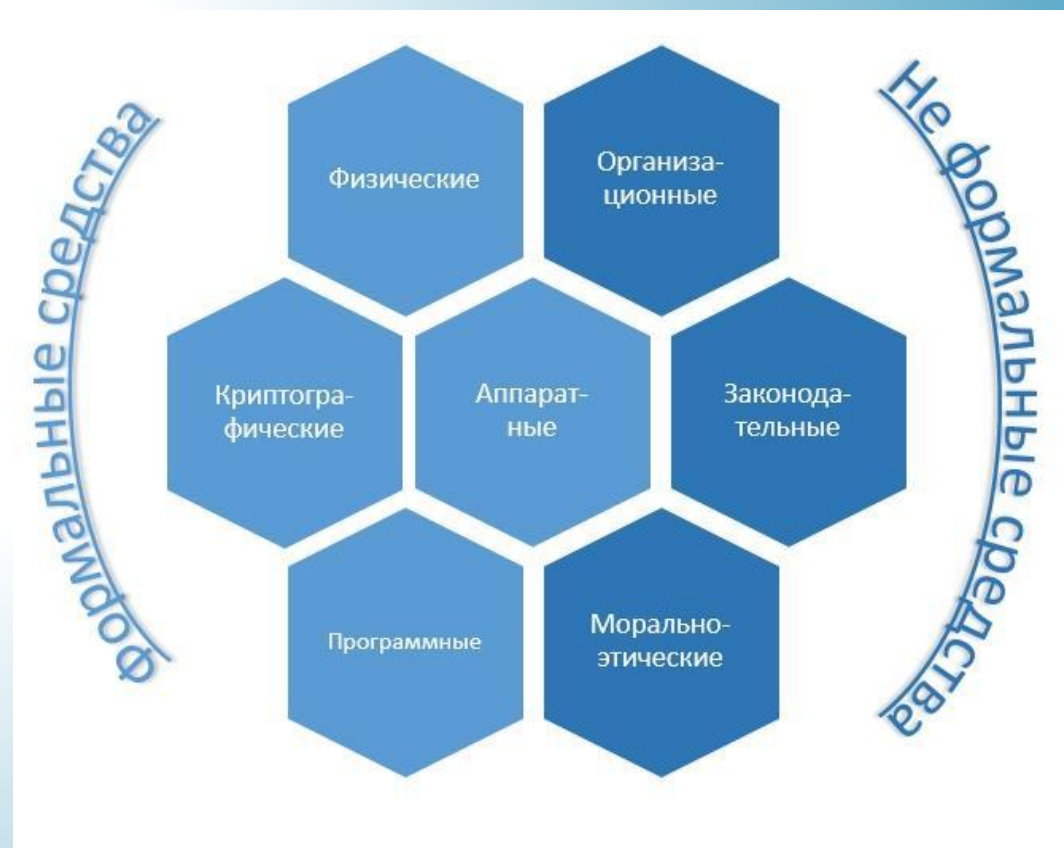 Формальные средства
Физические
Организа-
ционные
Криптогра-
фические
Аппарат-
ные
Законода-
тельные
Программные
Морально-
этические
Не формальные средства